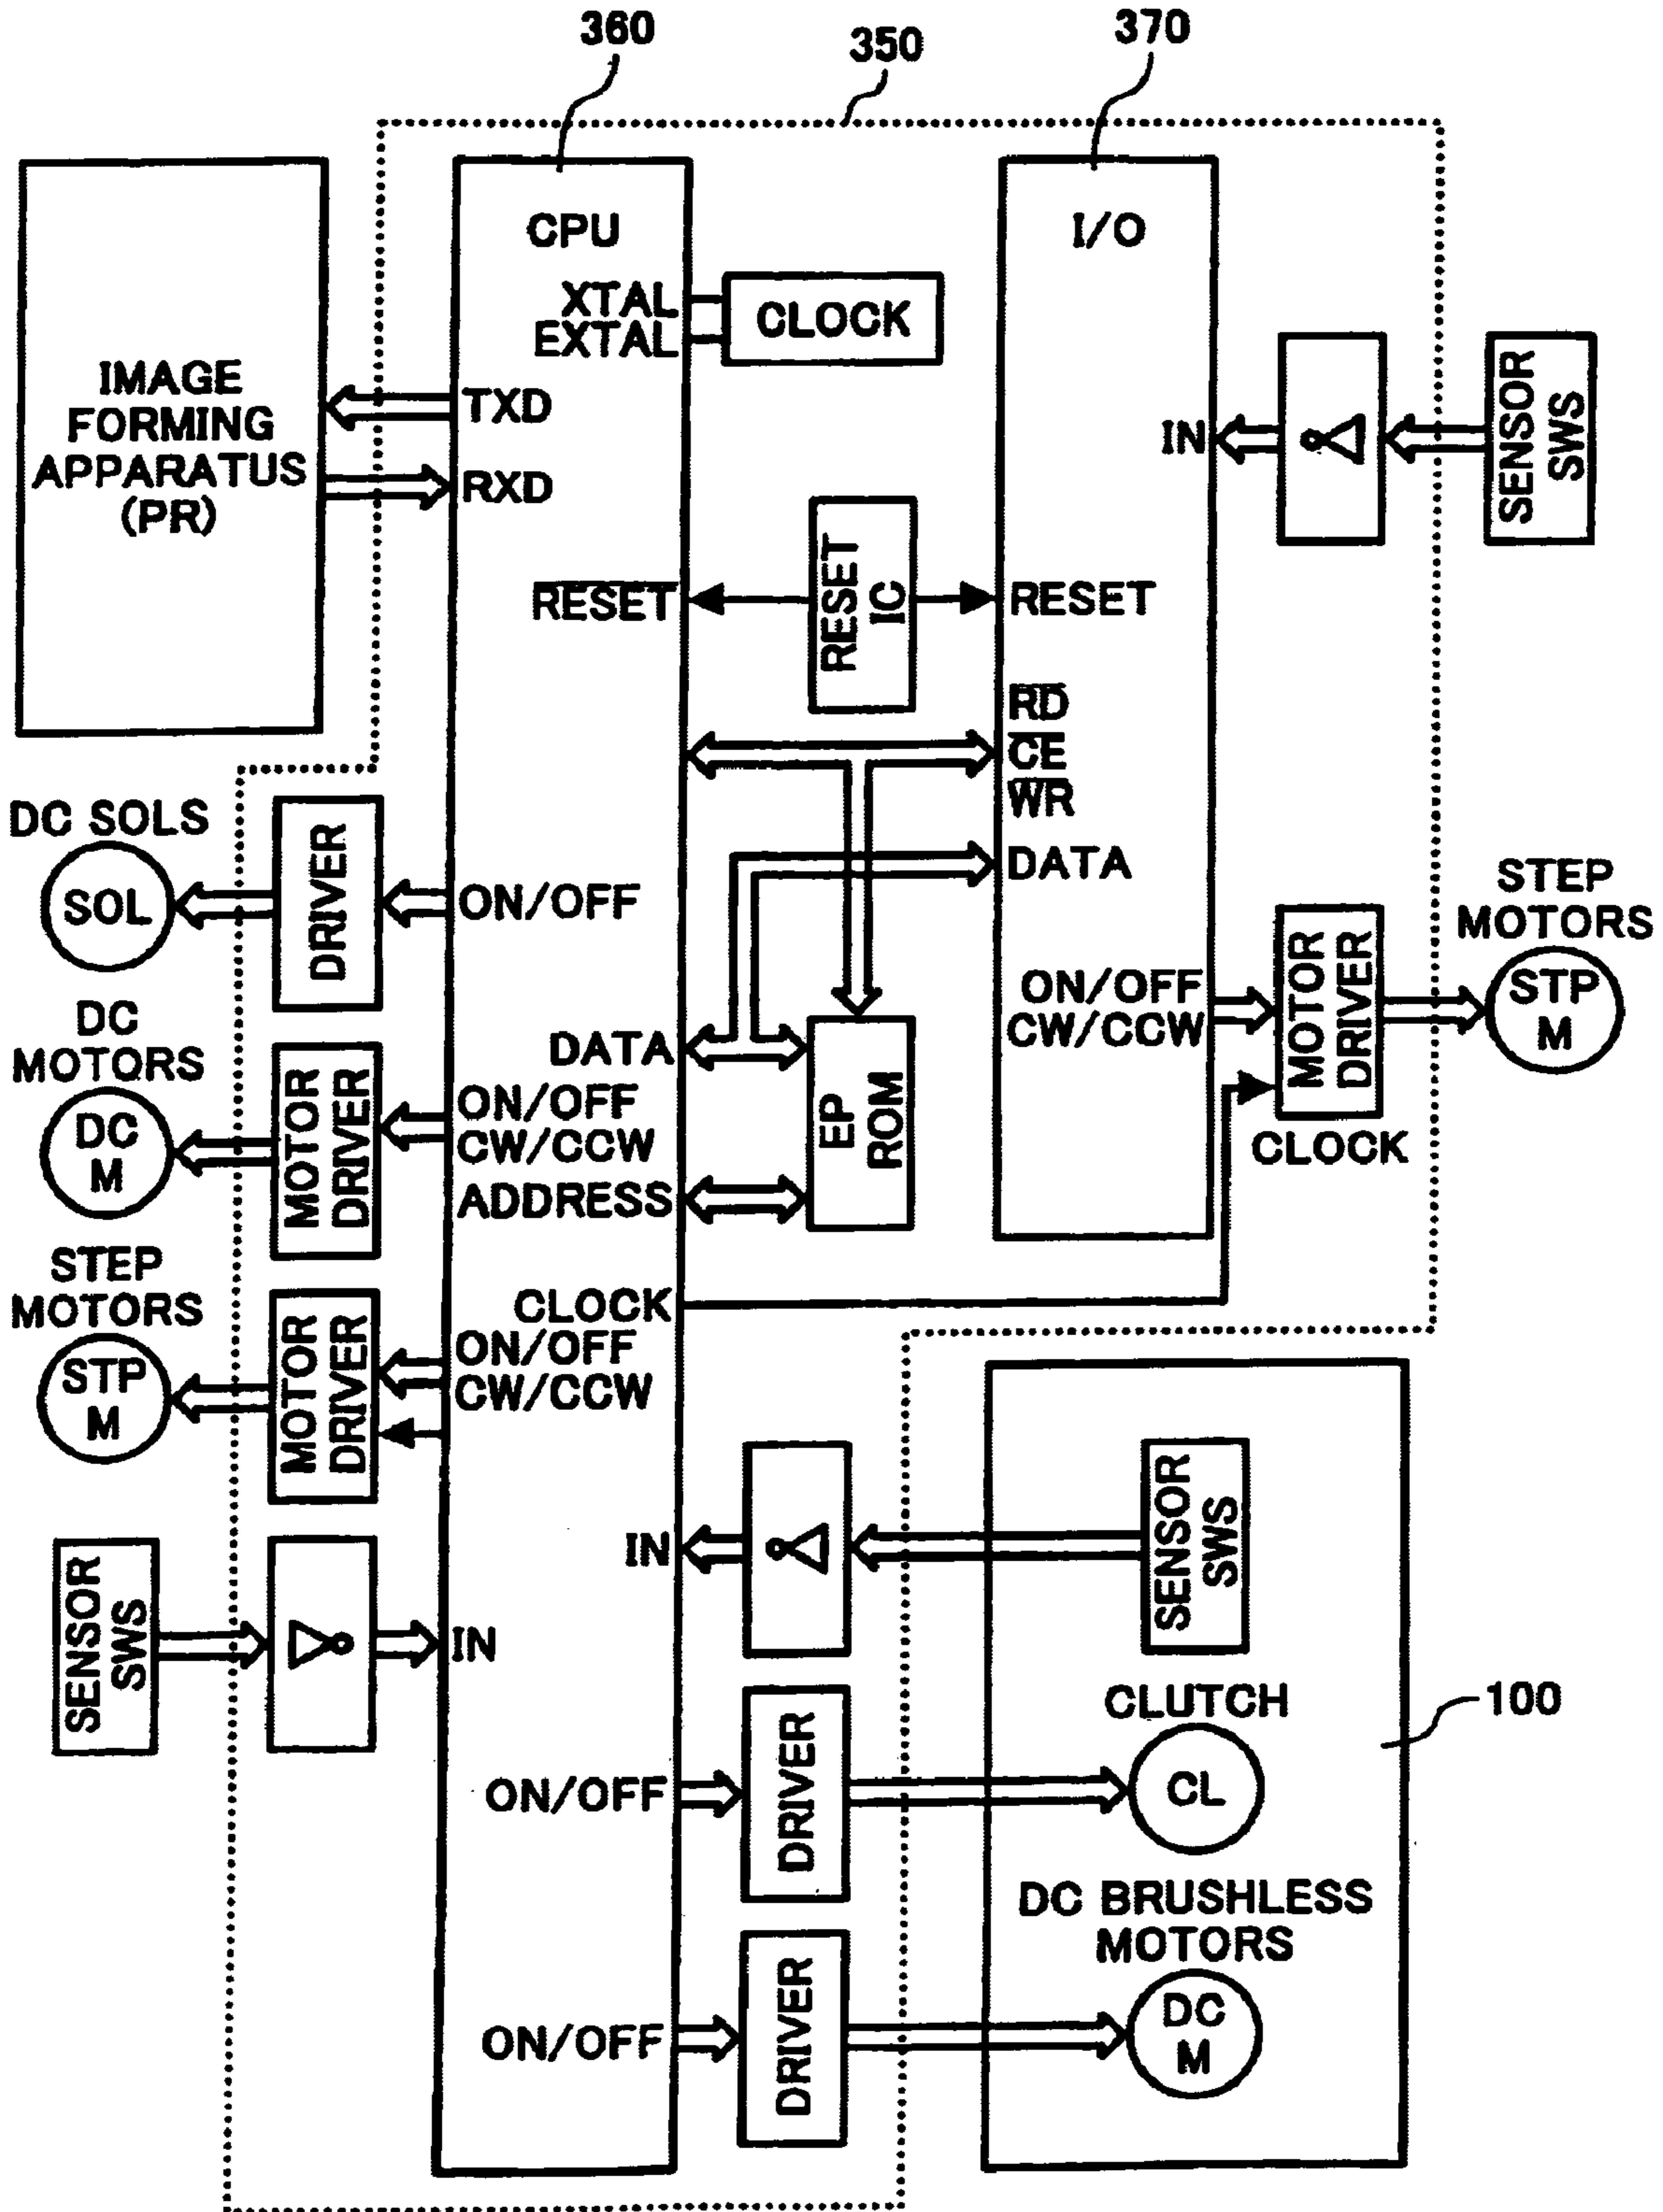 360
350
370
CPU
I/O
XTAL
EXTAL
CLOCK
IMAGE
FORMING
APPARATUS
(PR)
TXD
RXD
IN
SENSOR
SWS
RESET
RESET
IC
RESET
RD
CE
WR
DATA
DC SOLS
SOL
DRIVER
ON/OFF
STEP
MOTORS
STP
M
MOTOR
DRIVER
ON/OFF
CW/CCW
CLOCK
DC
MOTORS
DC
M
MOTOR
DRIVER
DATA
ON/OFF
CW/CCW
ADDRESS
EP
ROM
STEP
MOTORS
STP
M
MOTOR
DRIVER
CLOCK
ON/OFF
CW/CCW
SENSOR
SWS
IN
IN
SENSOR
SWS
CLUTCH
CL
100
ON/OFF
DRIVER
DC BRUSHLESS
MOTORS
DC
M
ON/OFF
DRIVER